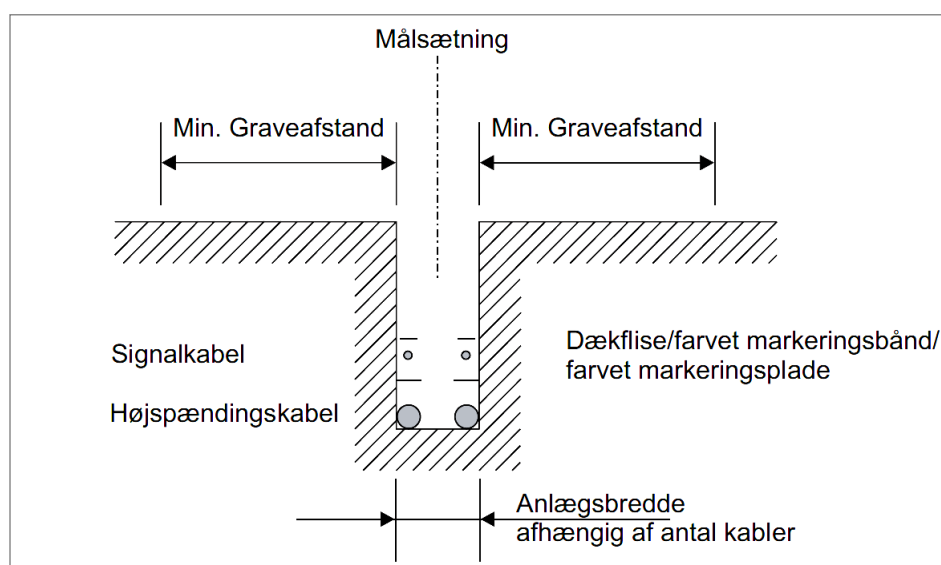 Målsætning
Min. Graveafstand
Min. Graveafstand
Signalkabel
Dækflise/farvet markeringsbånd/
farvet markeringsplade
Højspændingskabel
Anlægsbredde
afhængig af antal kabler